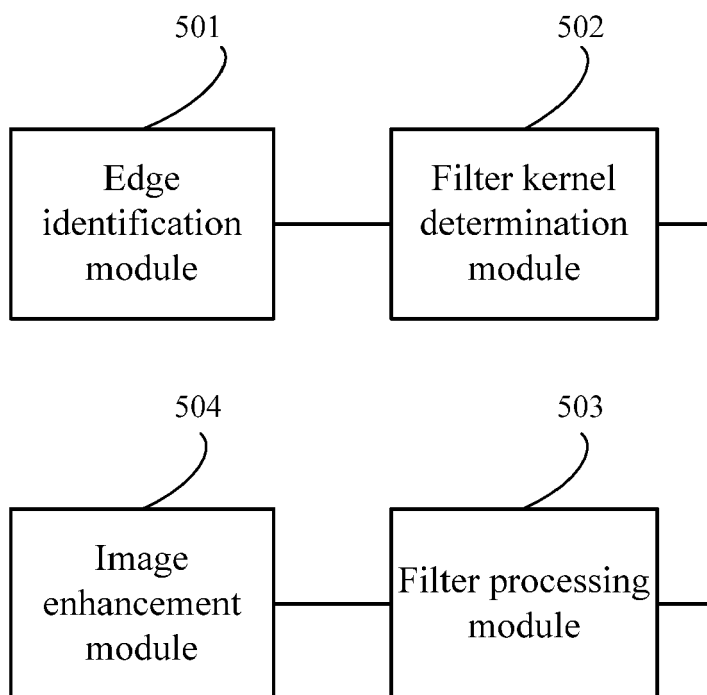 501
502
Edge
identification
module
Filter kernel
determination
module
504
503
Image
enhancement
module
Filter processing
module